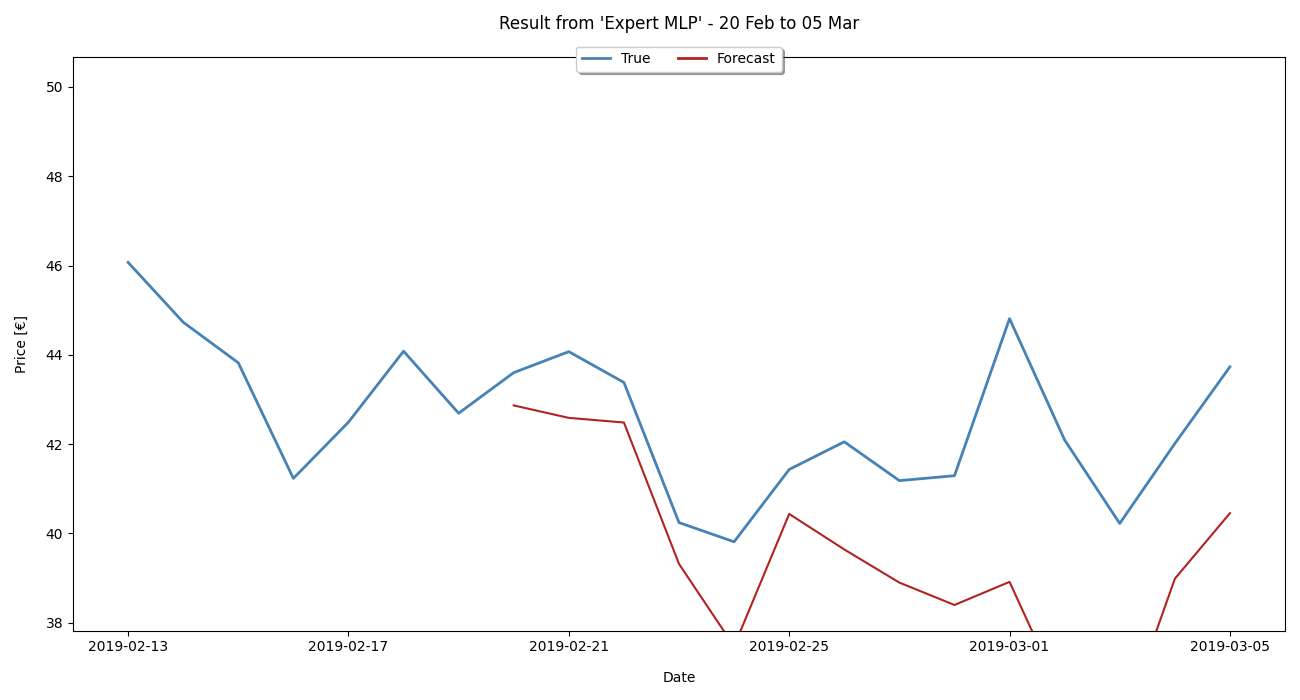 Result from 'Expert MLP' - 20 Feb to 05 Mar
True Forecast
50
48
46
44
42
40
38
Price [€]
2019-02-13 2019-02-17 2019-02-21 2019-02-25 2019-03-01 2019-03-05
Date